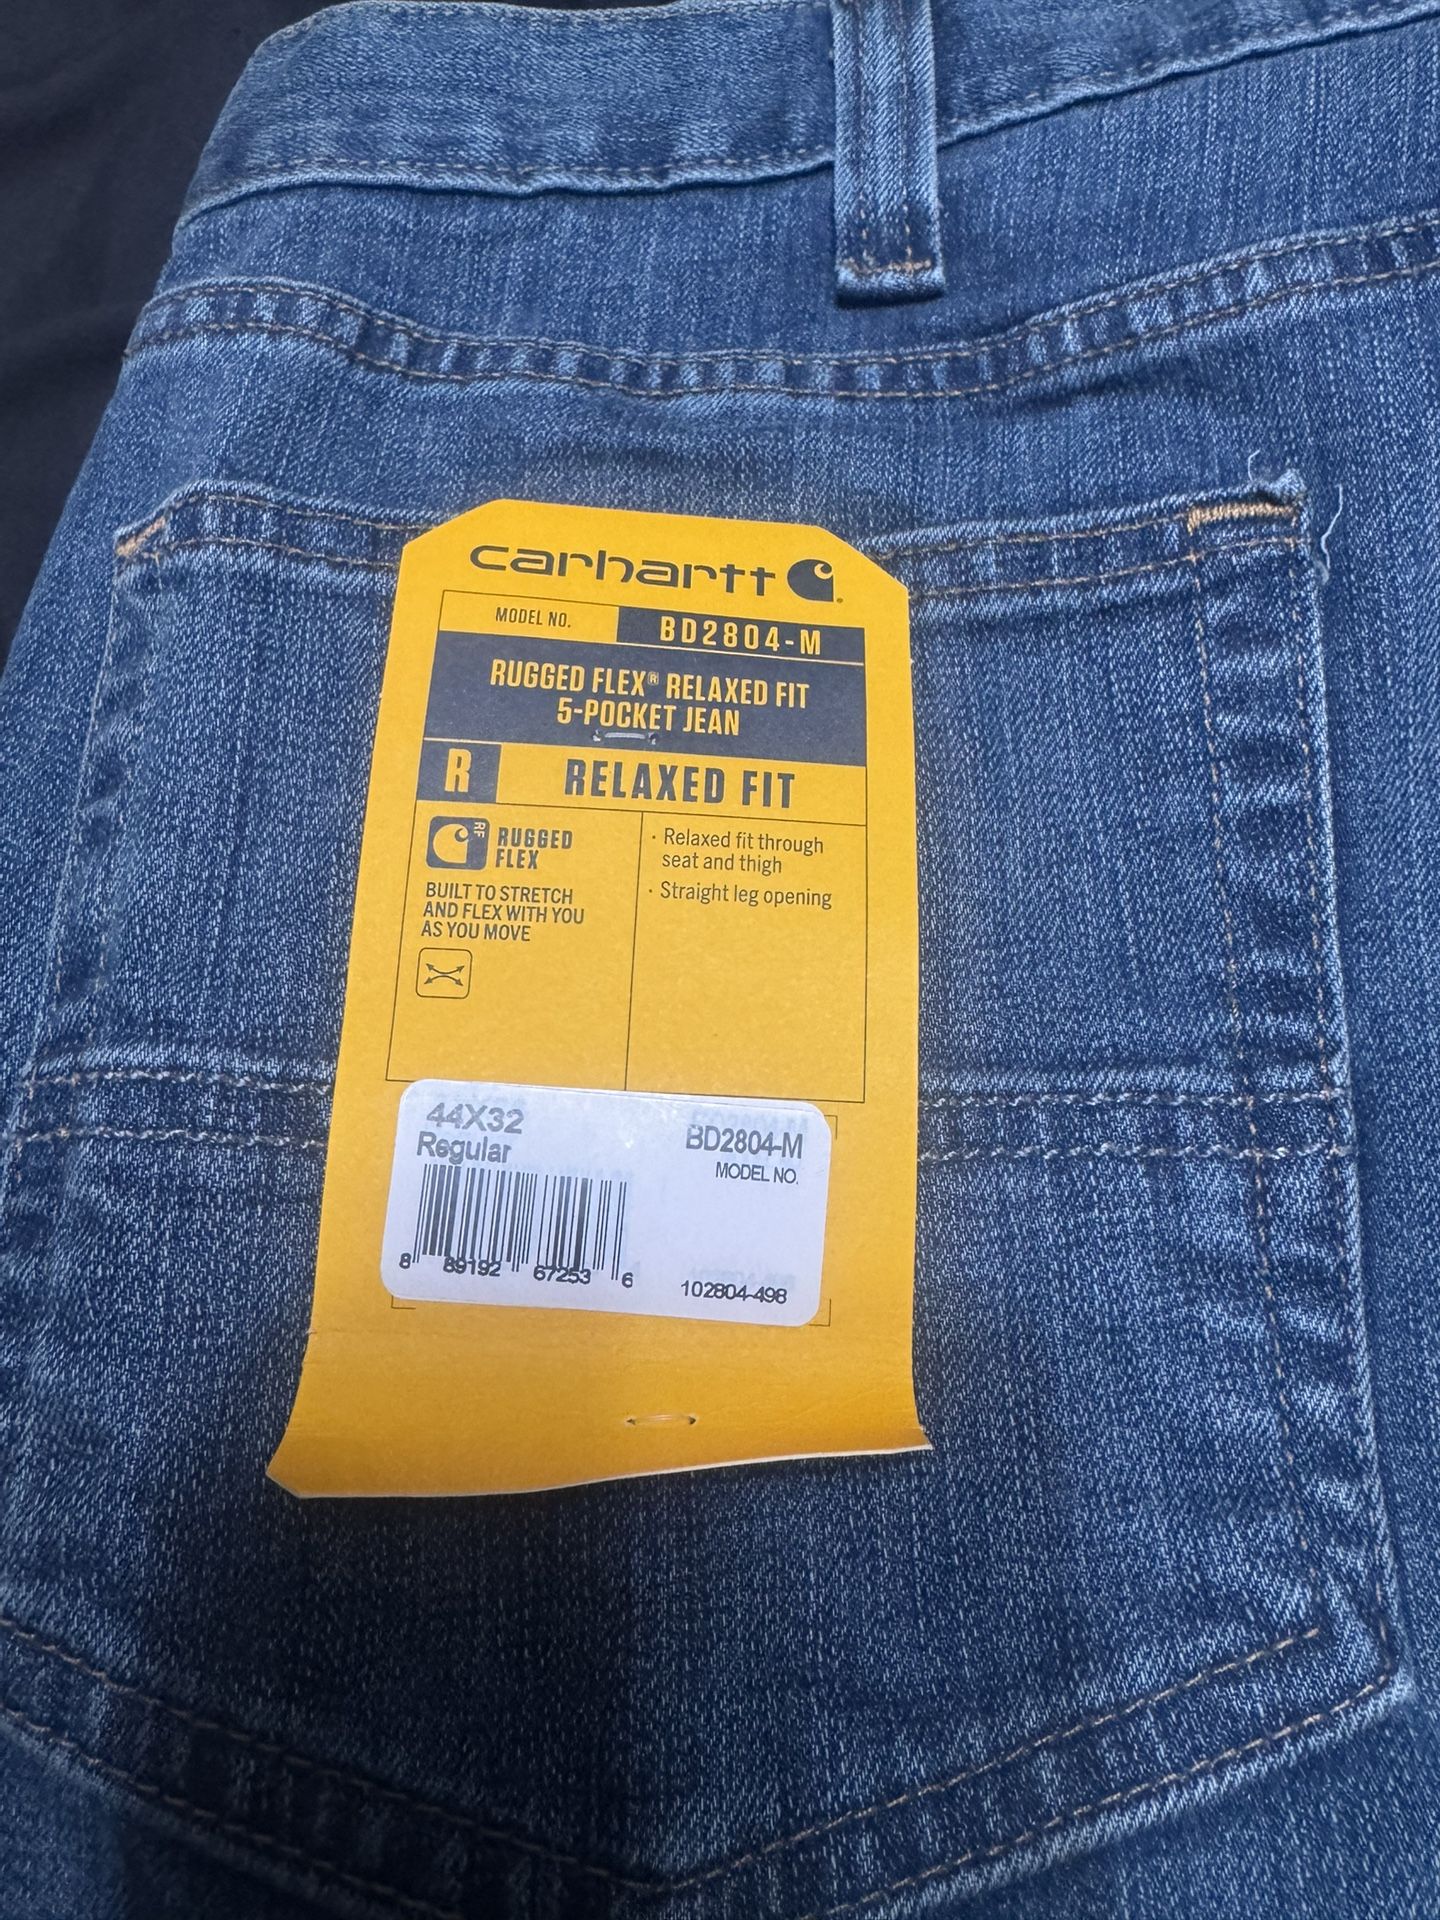 carhartt
MODEL NO. BD2804-M
RUGGED FLEX® RELAXED FIT
5-POCKET JEAN
R RELAXED FIT
RF
RUGGED
FLEX
BUILT TO STRETCH
AND FLEX WITH YOU
AS YOU MOVE
· Relaxed fit through
seat and thigh
· Straight leg opening
44X32
Regular
BD2804-M
MODEL NO.
8 89192 67253 6
102804-498